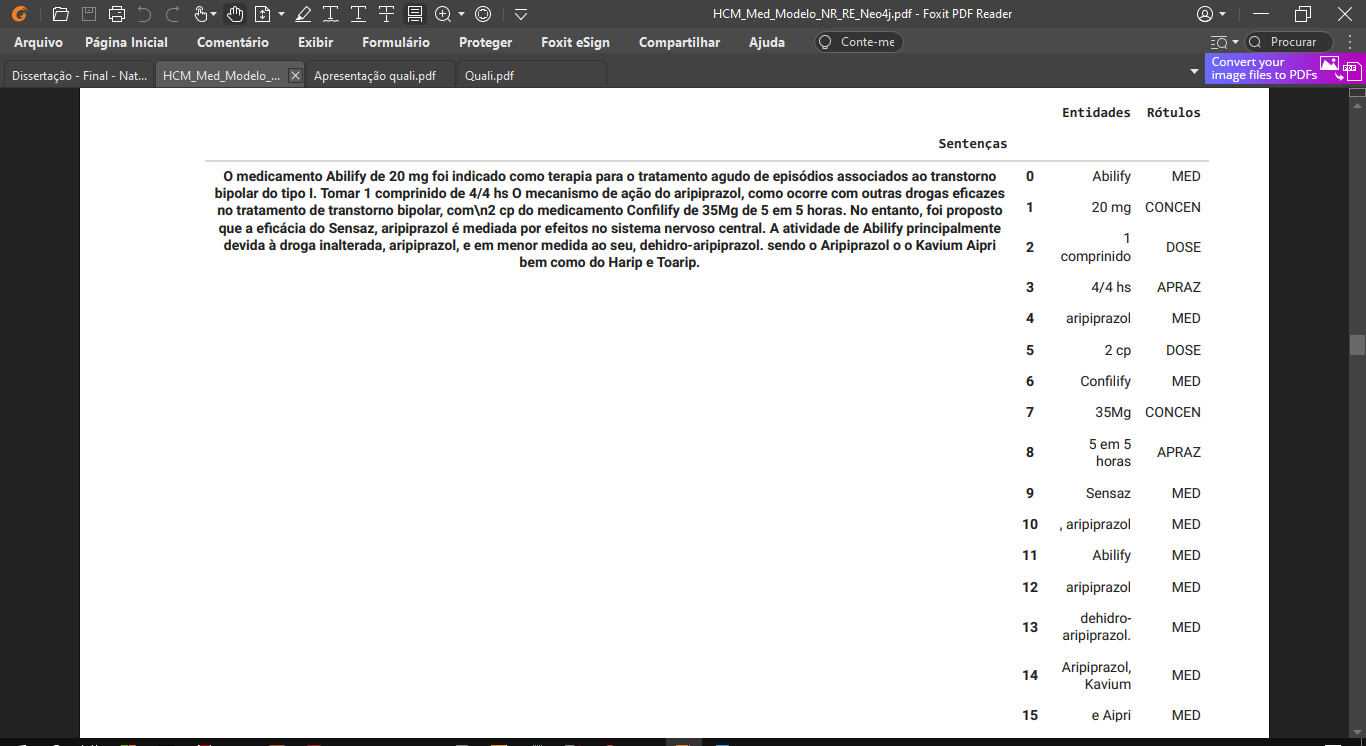 HCM_Med_Modelo_NR_RE_Neo4j.pdf - Foxit PDF Reader
Arquivo Página Inicial Comentário Exibir Formulário Proteger Foxit eSign Compartilhar Ajuda Conte-me Procurar
Dissertação - Final - Nat... HCM_Med_Modelo_... Apresentação quali.pdf Quali.pdf
Convert your
image files to PDFs
Entidades Rótulos
Sentenças
O medicamento Abilify de 20 mg foi indicado como terapia para o tratamento agudo de episódios associados ao transtorno
bipolar do tipo I. Tomar 1 comprinido de 4/4 hs O mecanismo de ação do aripiprazol, como ocorre com outras drogas eficazes
no tratamento de transtorno bipolar, com\n2 cp do medicamento Confilify de 35Mg de 5 em 5 horas. No entanto, foi proposto
que a eficácia do Sensaz, aripiprazol é mediada por efeitos no sistema nervoso central. A atividade de Abilify principalmente
devida à droga inalterada, aripiprazol, e em menor medida ao seu, dehidro-aripiprazol. sendo o Aripiprazol o o Kavium Aipri
bem como do Harip e Toarip.
0 Abilify MED
1 20 mg CONCEN
2 1 comprinido DOSE
3 4/4 hs APRAZ
4 aripiprazol MED
5 2 cp DOSE
6 Confilify MED
7 35Mg CONCEN
8 5 em 5 horas APRAZ
9 Sensaz MED
10 , aripiprazol MED
11 Abilify MED
12 aripiprazol MED
13 dehidro-aripiprazol. MED
14 Aripiprazol, Kavium MED
15 e Aipri MED